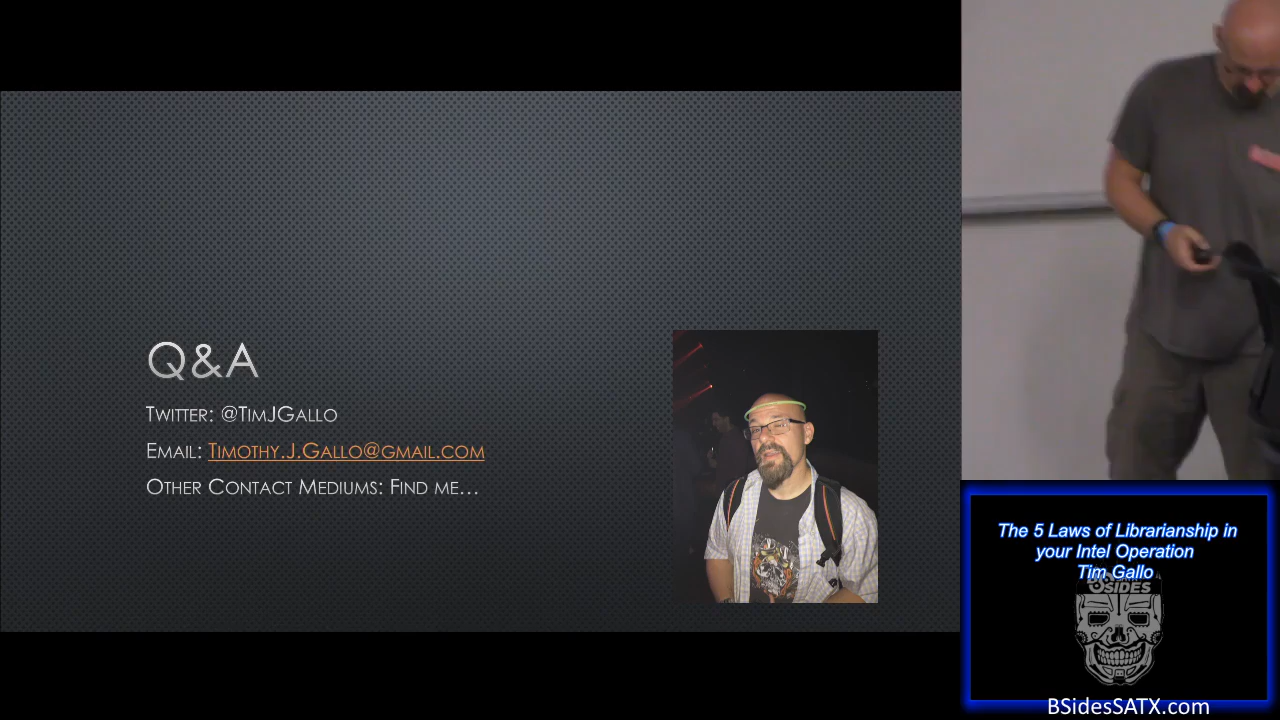 Q&A
Twitter: @TimJGallo
Email: Timothy.J.Gallo@gmail.com
Other Contact Mediums: Find me...
The 5 Laws of Librarianship in
your Intel Operation
Tim Gallo
BSIDES
BSidesSATX.com